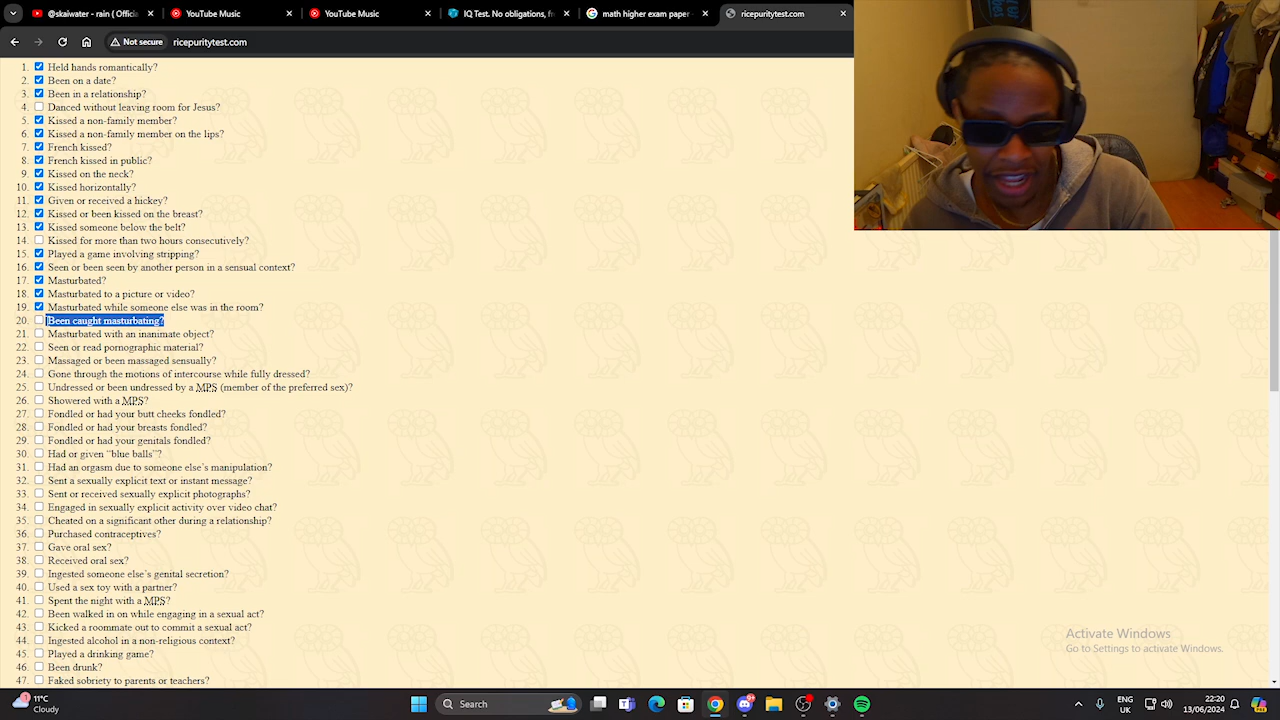 @skaiwater - rain ( Officia
YouTube Music
YouTube Music
IQ Test. No obligations, fr
math higher exam paper -
ricepuritytest.com
Not secure
ricepuritytest.com
1. Held hands romantically?
2. Been on a date?
3. Been in a relationship?
4. Danced without leaving room for Jesus?
5. Kissed a non-family member?
6. Kissed a non-family member on the lips?
7. French kissed?
8. French kissed in public?
9. Kissed on the neck?
10. Kissed horizontally?
11. Given or received a hickey?
12. Kissed or been kissed on the breast?
13. Kissed someone below the belt?
14. Kissed for more than two hours consecutively?
15. Played a game involving stripping?
16. Seen or been seen by another person in a sensual context?
17. Masturbated?
18. Masturbated to a picture or video?
19. Masturbated while someone else was in the room?
20. Been caught masturbating?
21. Masturbated with an inanimate object?
22. Seen or read pornographic material?
23. Massaged or been massaged sensually?
24. Gone through the motions of intercourse while fully dressed?
25. Undressed or been undressed by a MPS (member of the preferred sex)?
26. Showered with a MPS?
27. Fondled or had your butt cheeks fondled?
28. Fondled or had your breasts fondled?
29. Fondled or had your genitals fondled?
30. Had or given “blue balls”?
31. Had an orgasm due to someone else’s manipulation?
32. Sent a sexually explicit text or instant message?
33. Sent or received sexually explicit photographs?
34. Engaged in sexually explicit activity over video chat?
35. Cheated on a significant other during a relationship?
36. Purchased contraceptives?
37. Gave oral sex?
38. Received oral sex?
39. Ingested someone else’s genital secretion?
40. Used a sex toy with a partner?
41. Spent the night with a MPS?
42. Been walked in on while engaging in a sexual act?
43. Kicked a roommate out to commit a sexual act?
44. Ingested alcohol in a non-religious context?
45. Played a drinking game?
46. Been drunk?
47. Faked sobriety to parents or teachers?
Activate Windows
Go to Settings to activate Windows.
11°C
Cloudy
Search
ENG
UK
22:20
13/06/2024